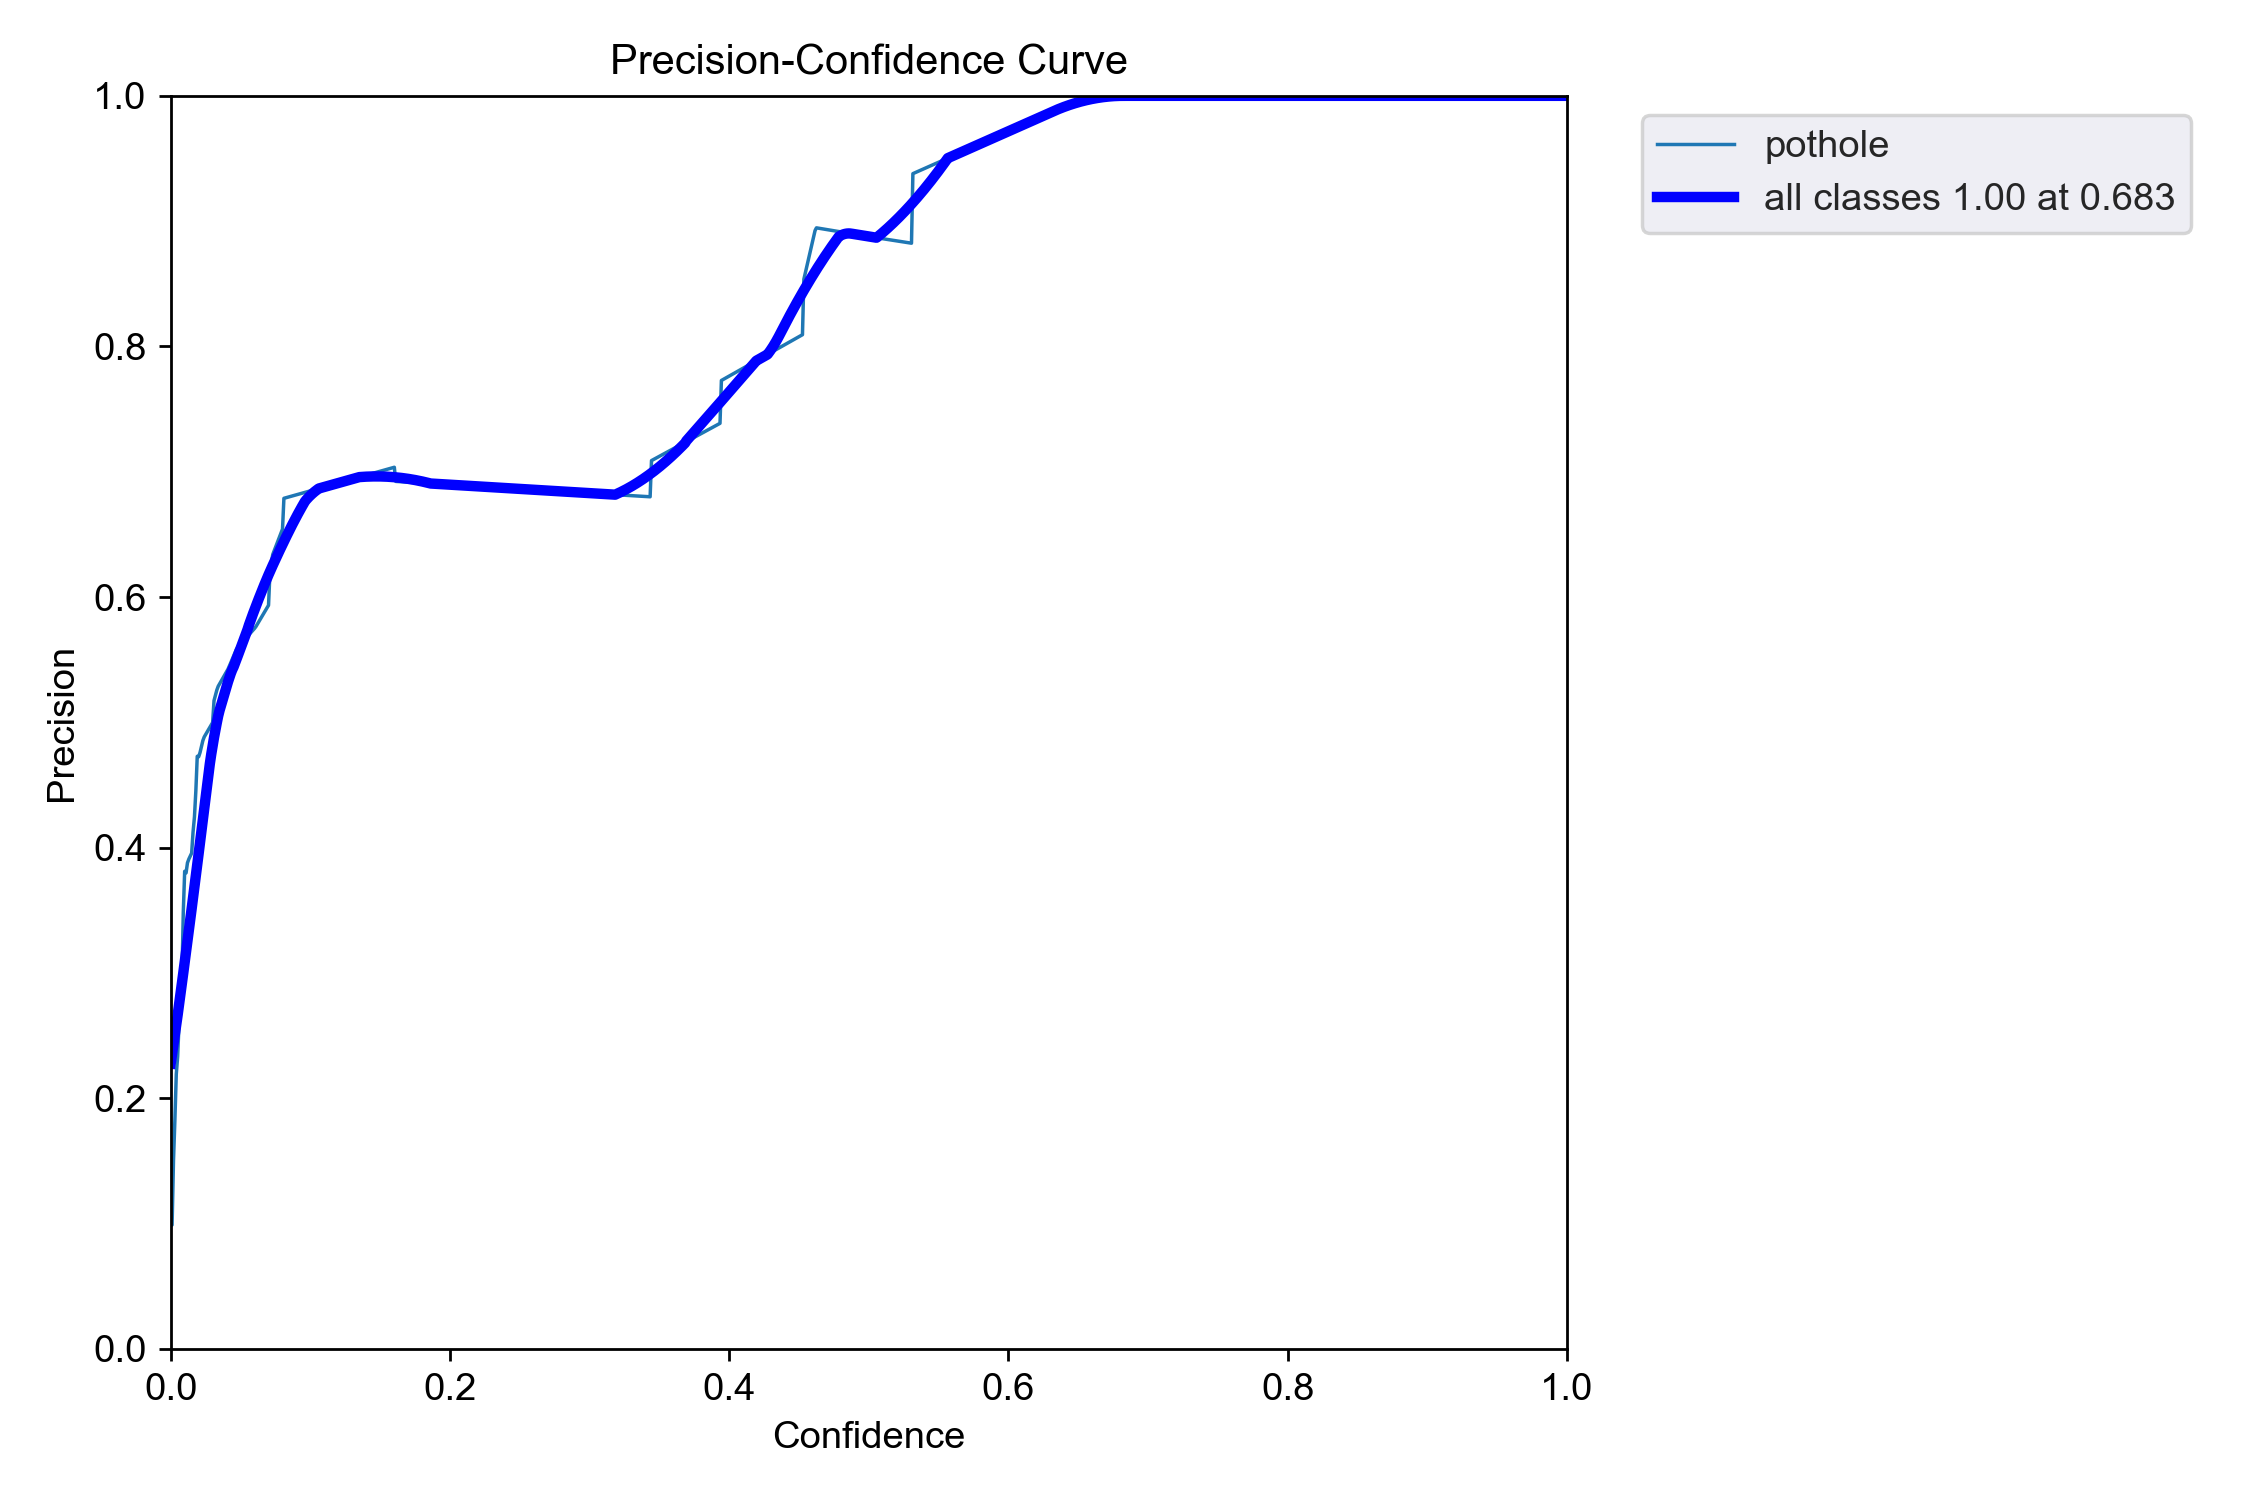 Precision-Confidence Curve
1.0
0.8
0.6
0.4
0.2
0.0
Precision
0.0 0.2 0.4 0.6 0.8 1.0
Confidence
pothole
all classes 1.00 at 0.683